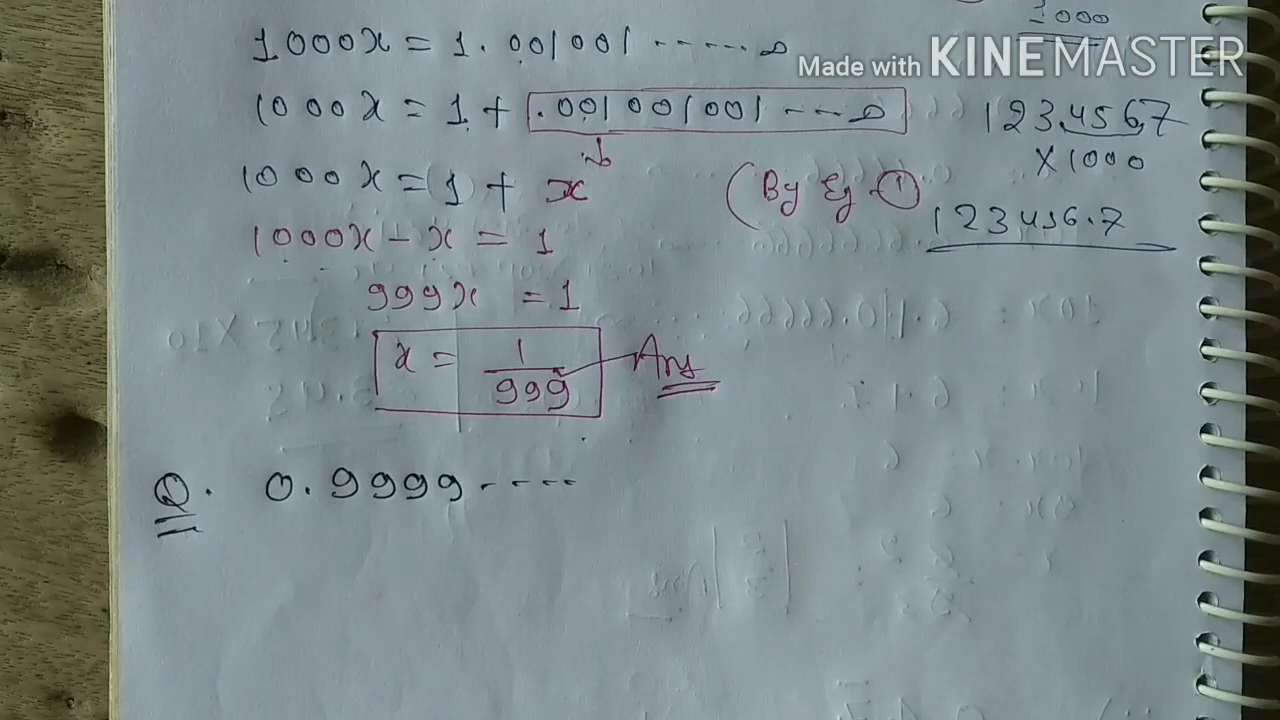 1000x = 1.001001 ------ ∞
1000x = 1 + .001001001 --- ∞
1000x = 1 + x (By Eq - ①)
1000x - x = 1
999x = 1
x = 1/999 Ans
Q. 0.9999 ----
1000
Made with KINEMASTER
123.4567
X1000
123456.7